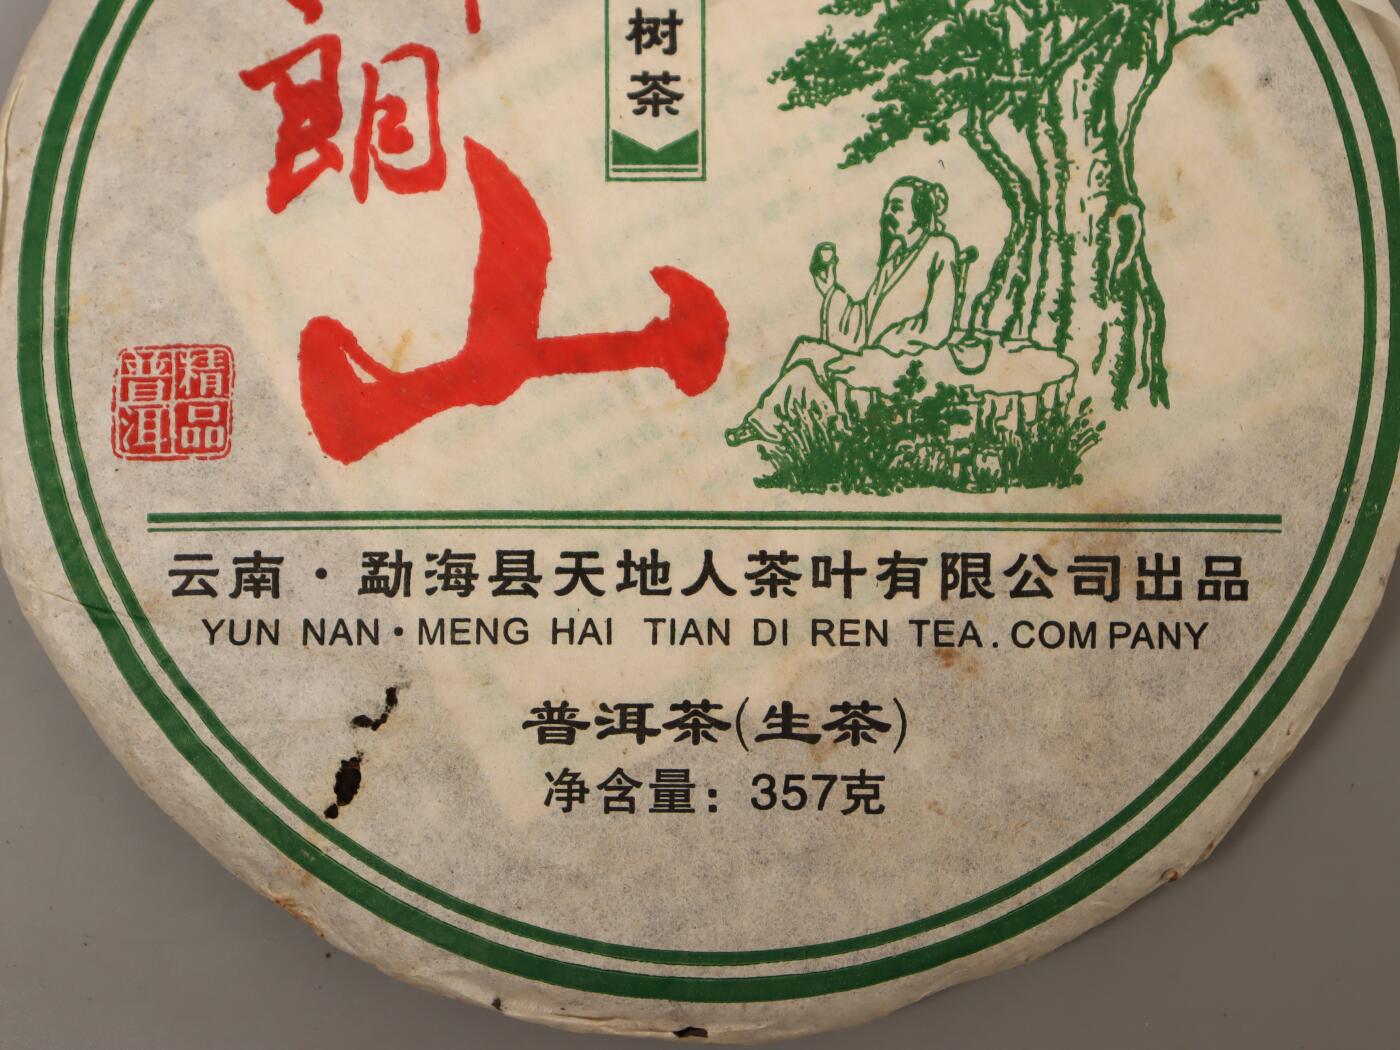 朗山
树茶
精品普洱
云南·勐海县天地人茶叶有限公司出品
YUN NAN·MENG HAI TIAN DI REN TEA.COMPANY
普洱茶(生茶)
净含量：357克